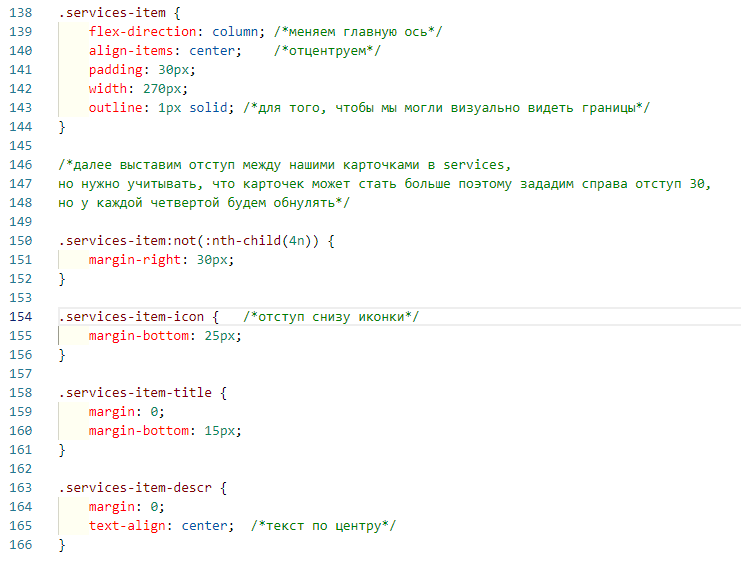 138 .services-item {
139     flex-direction: column; /*меняем главную ось*/
140     align-items: center;    /*отцентруем*/
141     padding: 30px;
142     width: 270px;
143     outline: 1px solid; /*для того, чтобы мы могли визуально видеть границы*/
144 }
145
146 /*далее выставим отступ между нашими карточками в services,
147 но нужно учитывать, что карточек может стать больше поэтому зададим справа отступ 30,
148 но у каждой четвертой будем обнулять*/
149
150 .services-item:not(:nth-child(4n)) {
151     margin-right: 30px;
152 }
153
154 .services-item-icon {   /*отступ снизу иконки*/
155     margin-bottom: 25px;
156 }
157
158 .services-item-title {
159     margin: 0;
160     margin-bottom: 15px;
161 }
162
163 .services-item-descr {
164     margin: 0;
165     text-align: center;  /*текст по центру*/
166 }